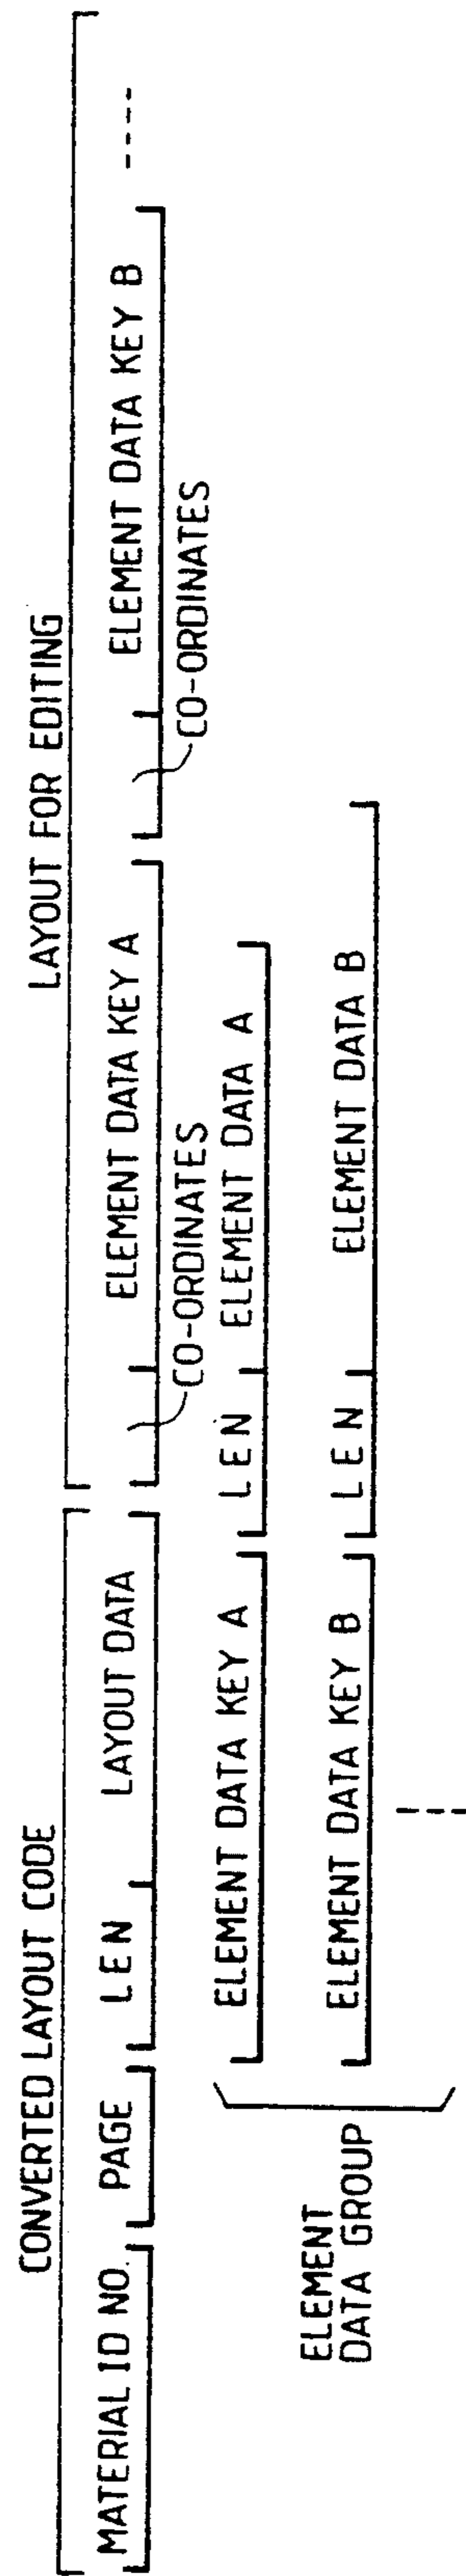 CONVERTED LAYOUT CODE
LAYOUT FOR EDITING
MATERIAL ID NO. PAGE LEN LAYOUT DATA ELEMENT DATA KEY A ELEMENT DATA KEY B
CO-ORDINATES CO-ORDINATES
ELEMENT DATA KEY A LEN ELEMENT DATA A
ELEMENT DATA KEY B LEN ELEMENT DATA B
ELEMENT
DATA GROUP